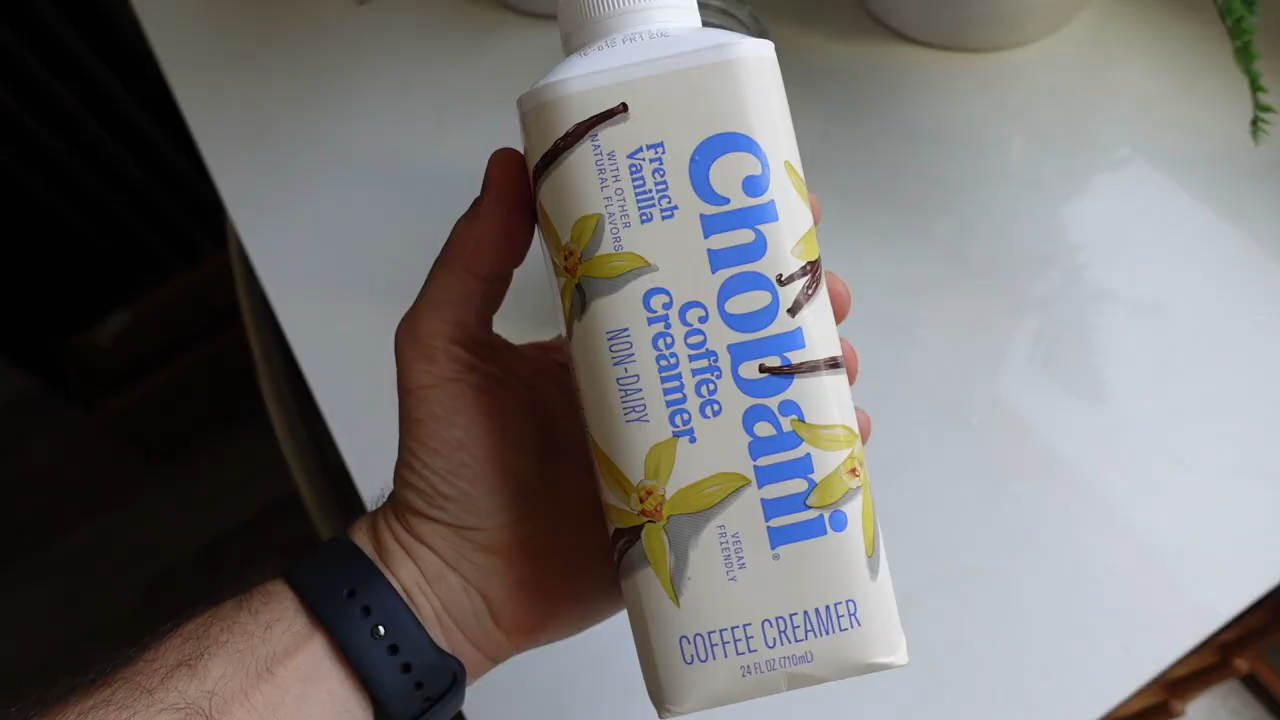 Chobani®
French
Vanilla
WITH OTHER
NATURAL FLAVORS
Coffee
Creamer
NON-DAIRY
VEGAN
FRIENDLY
COFFEE CREAMER
24 FL OZ (710mL)